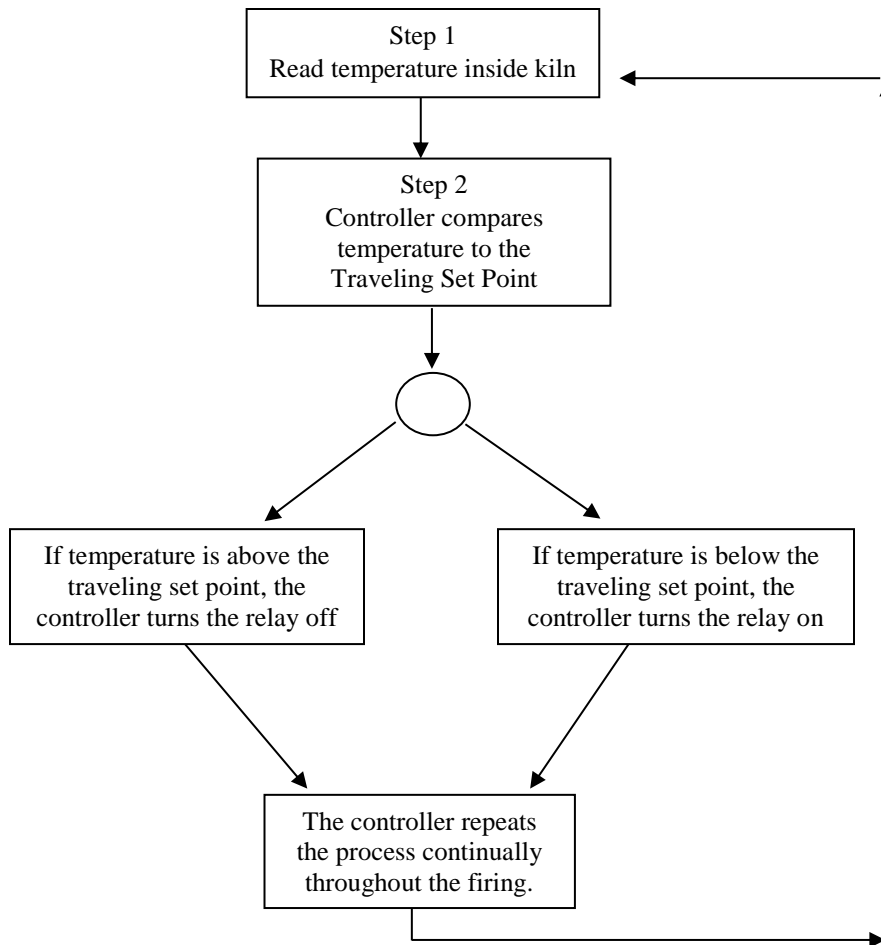 Step 1
Read temperature inside kiln
Step 2
Controller compares
temperature to the
Traveling Set Point
If temperature is above the
traveling set point, the
controller turns the relay off
If temperature is below the
traveling set point, the
controller turns the relay on
The controller repeats
the process continually
throughout the firing.